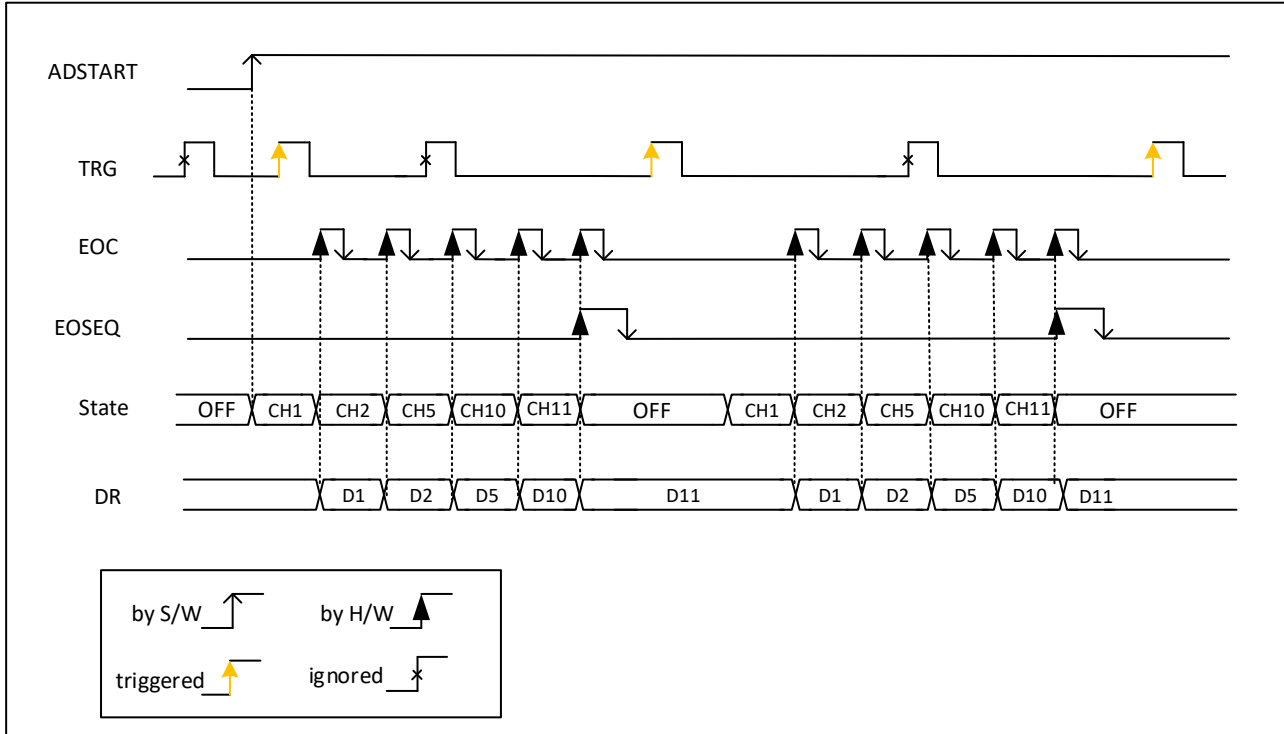 ADSTART
TRG
EOC
EOSEQ
State OFF CH1 CH2 CH5 CH10 CH11 OFF CH1 CH2 CH5 CH10 CH11 OFF
DR D1 D2 D5 D10 D11 D1 D2 D5 D10 D11
by S/W by H/W
triggered ignored